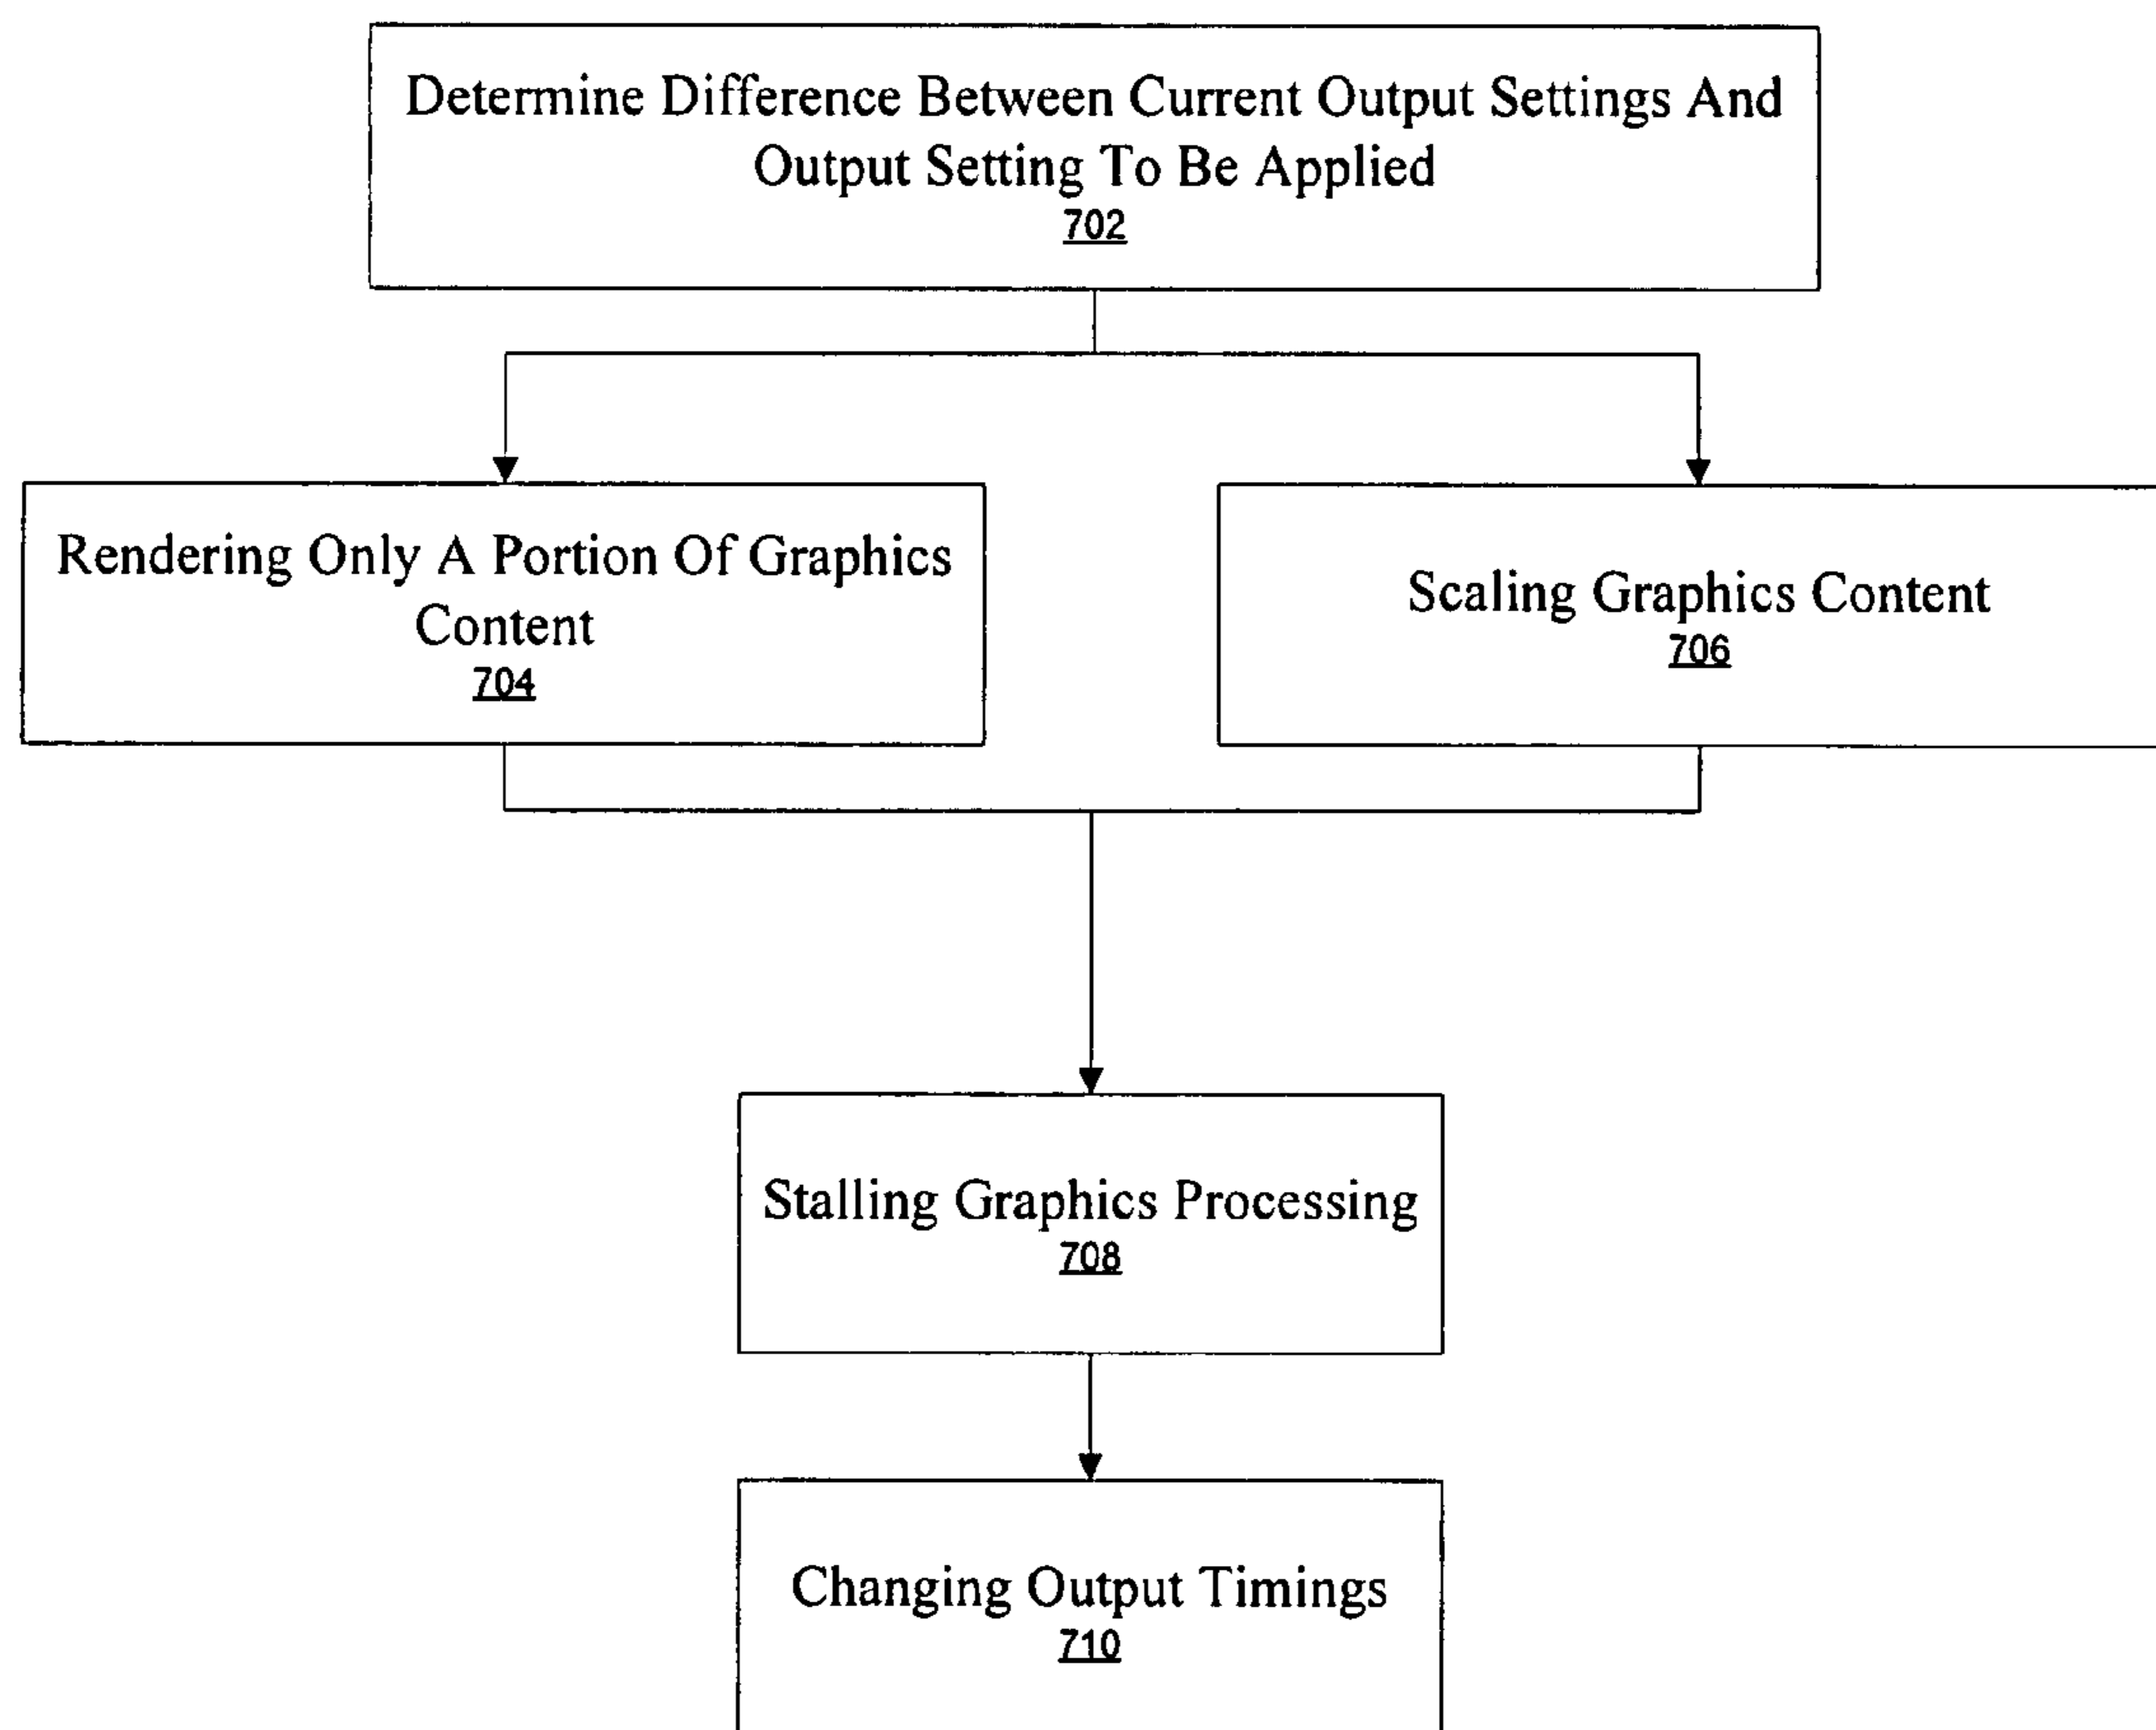 Determine Difference Between Current Output Settings And
Output Setting To Be Applied
702
Rendering Only A Portion Of Graphics
Content
704
Scaling Graphics Content
706
Stalling Graphics Processing
708
Changing Output Timings
710